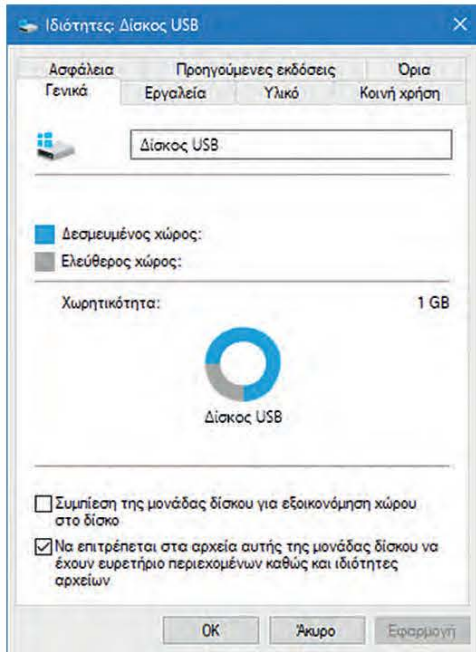 Ιδιότητες: Δίσκος USB
Ασφάλεια Προηγούμενες εκδόσεις Όρια
Γενικά Εργαλεία Υλικό Κοινή χρήση
Δίσκος USB
Δεσμευμένος χώρος:
Ελεύθερος χώρος:
Χωρητικότητα: 1 GB
Δίσκος USB
Συμπίεση της μονάδας δίσκου για εξοικονόμηση χώρου
στο δίσκο
Να επιτρέπεται στα αρχεία αυτής της μονάδας δίσκου να
έχουν ευρετήριο περιεχομένων καθώς και ιδιότητες
αρχείων
OK Άκυρο Εφαρμογή